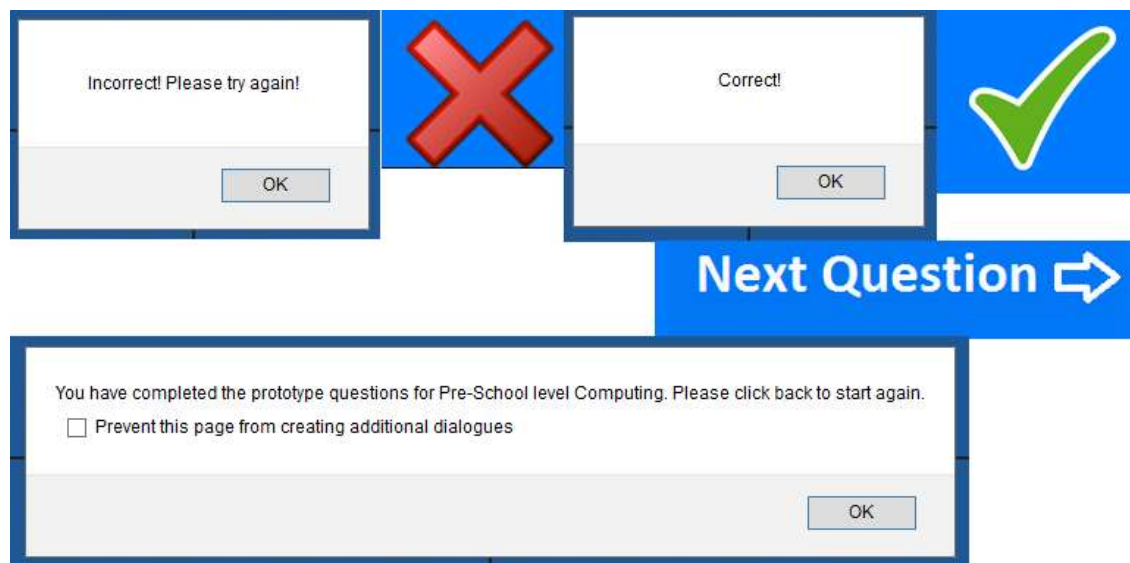 Incorrect! Please try again!
OK
Correct!
OK
Next Question
You have completed the prototype questions for Pre-School level Computing. Please click back to start again.
Prevent this page from creating additional dialogues
OK